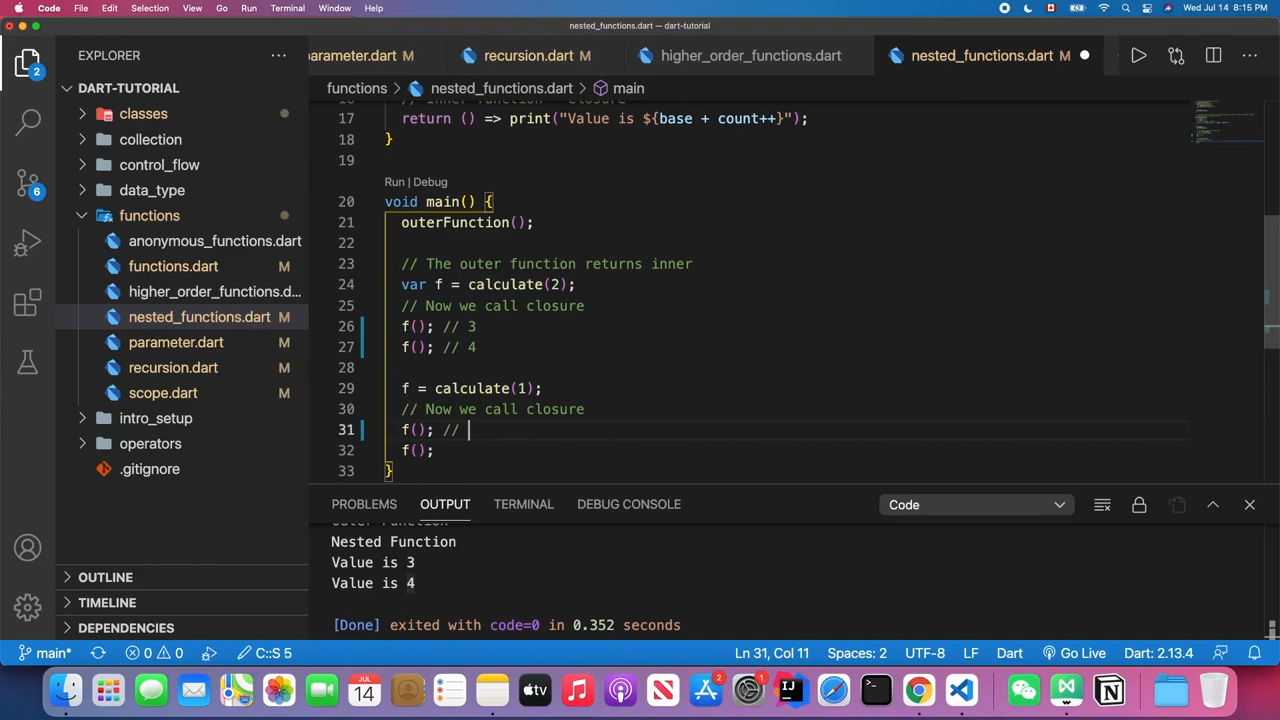 Code File Edit Selection View Go Run Terminal Window Help Wed Jul 14 8:15 PM
nested_functions.dart — dart-tutorial
2
EXPLORER
parameter.dart M recursion.dart M higher_order_functions.dart nested_functions.dart M
functions nested_functions.dart main
DART-TUTORIAL
classes
collection
control_flow
data_type
functions
anonymous_functions.dart
functions.dart M
higher_order_functions.d...
nested_functions.dart M
parameter.dart M
recursion.dart M
scope.dart M
intro_setup
operators
.gitignore
6
OUTLINE
TIMELINE
DEPENDENCIES
17 return () => print("Value is ${base + count++}");
18 }
19
Run | Debug
20 void main() {
21 outerFunction();
22
23 // The outer function returns inner
24 var f = calculate(2);
25 // Now we call closure
26 f(); // 3
27 f(); // 4
28
29 f = calculate(1);
30 // Now we call closure
31 f(); //
32 f();
33 }
PROBLEMS OUTPUT TERMINAL DEBUG CONSOLE Code
Nested Function
Value is 3
Value is 4
[Done] exited with code=0 in 0.352 seconds
main* 0 0 C::S 5 Ln 31, Col 11 Spaces: 2 UTF-8 LF Dart Go Live Dart: 2.13.4
JUL
14
tv
2
1